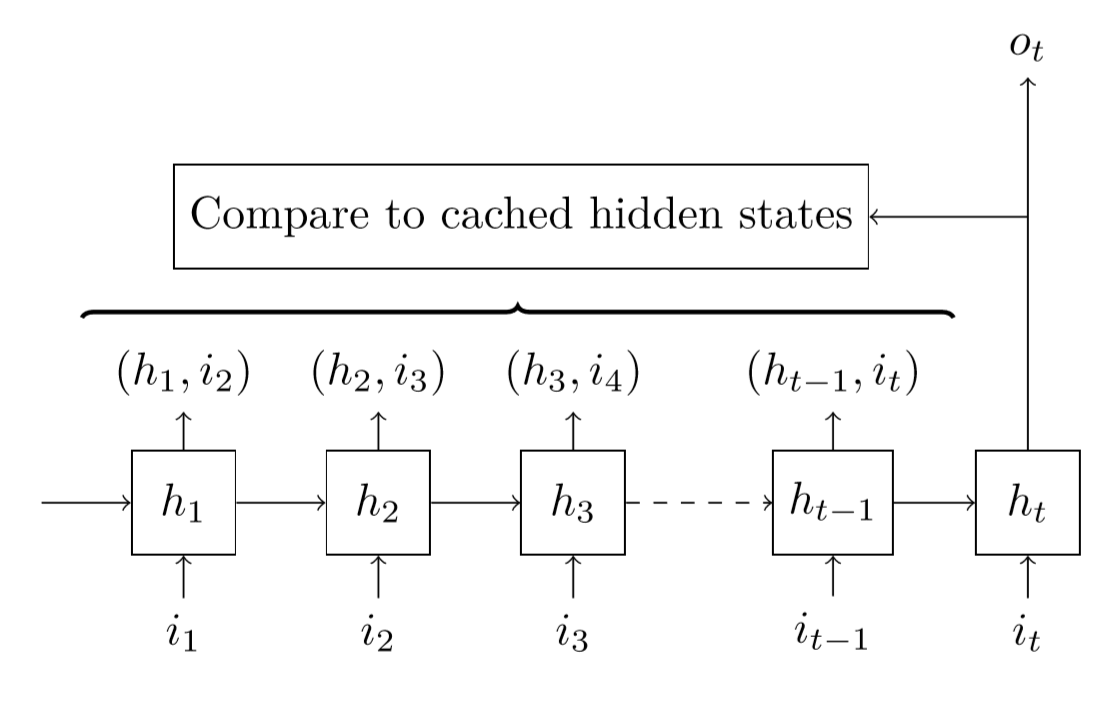 o_t
Compare to cached hidden states
(h_1, i_2) (h_2, i_3) (h_3, i_4) (h_{t−1}, i_t)
h_1 h_2 h_3 h_{t−1} h_t
i_1 i_2 i_3 i_{t−1} i_t